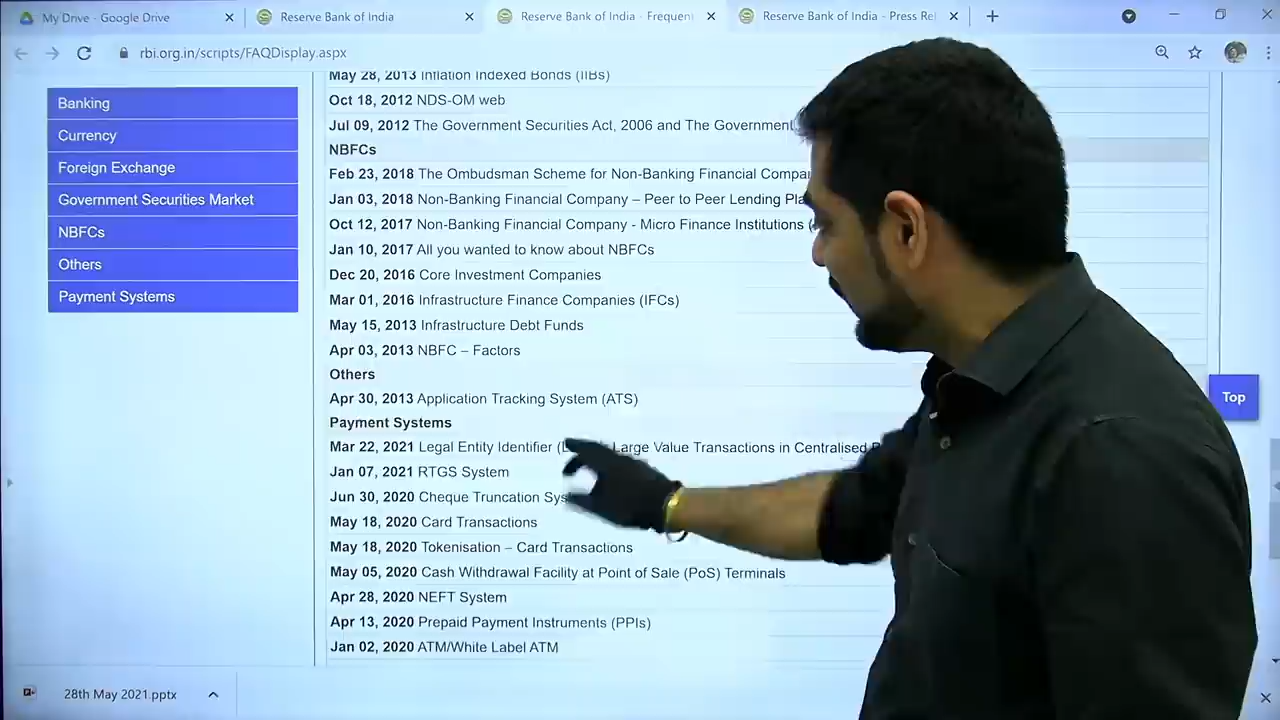 My Drive - Google Drive
Reserve Bank of India
Reserve Bank of India - Frequent
Reserve Bank of India - Press Rel
rbi.org.in/scripts/FAQDisplay.aspx
Banking
Currency
Foreign Exchange
Government Securities Market
NBFCs
Others
Payment Systems
May 28, 2013 Inflation Indexed Bonds (IIBs)
Oct 18, 2012 NDS-OM web
Jul 09, 2012 The Government Securities Act, 2006 and The Government
NBFCs
Feb 23, 2018 The Ombudsman Scheme for Non-Banking Financial
Jan 03, 2018 Non-Banking Financial Company – Peer to Peer Lending
Oct 12, 2017 Non-Banking Financial Company - Micro Finance Institutions (
Jan 10, 2017 All you wanted to know about NBFCs
Dec 20, 2016 Core Investment Companies
Mar 01, 2016 Infrastructure Finance Companies (IFCs)
May 15, 2013 Infrastructure Debt Funds
Apr 03, 2013 NBFC – Factors
Others
Apr 30, 2013 Application Tracking System (ATS)
Payment Systems
Mar 22, 2021 Legal Entity Identifier Large Value Transactions in Centralised
Jan 07, 2021 RTGS System
Jun 30, 2020 Cheque Truncation
May 18, 2020 Card Transactions
May 18, 2020 Tokenisation – Card Transactions
May 05, 2020 Cash Withdrawal Facility at Point of Sale (PoS) Terminals
Apr 28, 2020 NEFT System
Apr 13, 2020 Prepaid Payment Instruments (PPIs)
Jan 02, 2020 ATM/White Label ATM
Top
28th May 2021.pptx